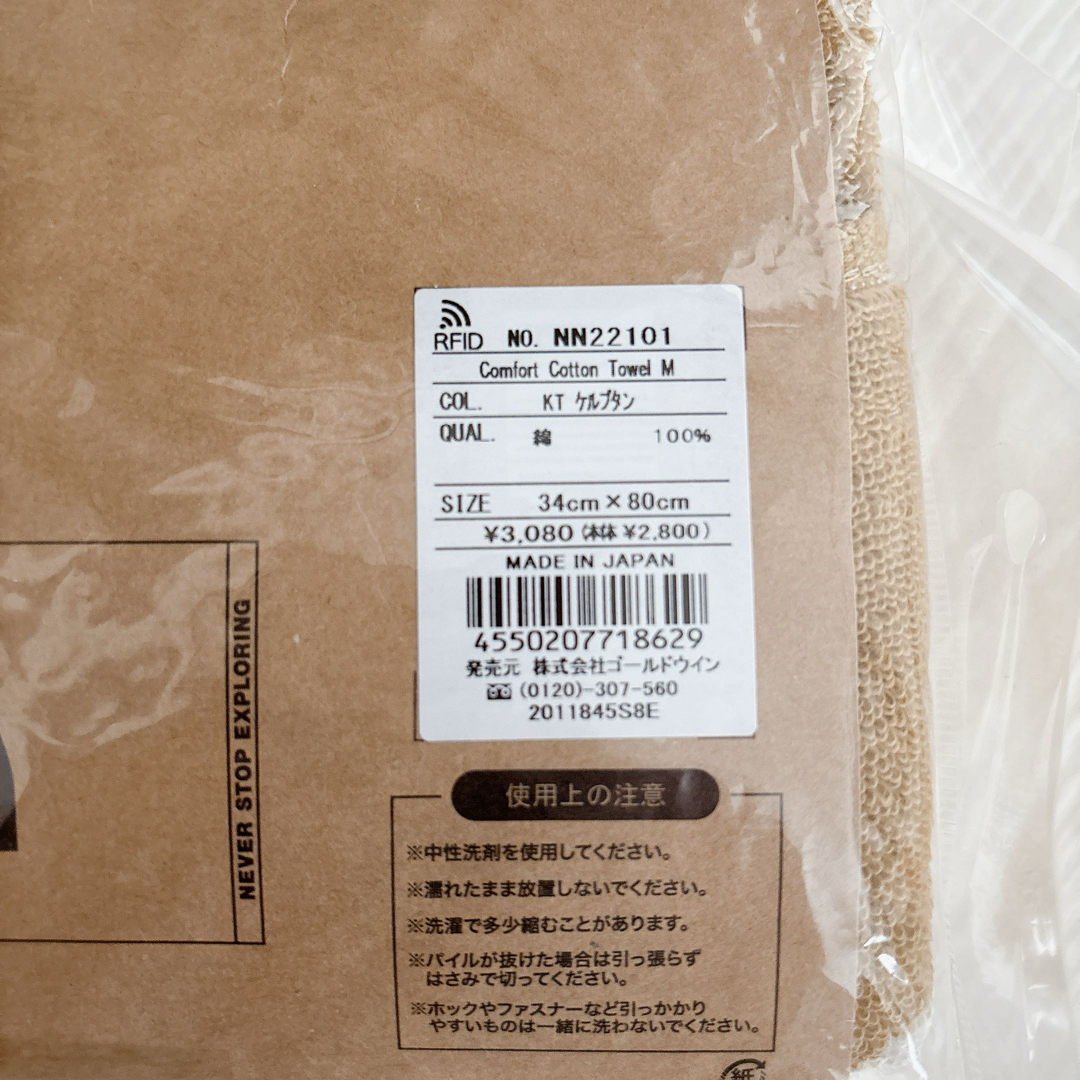 RFID NO. NN22101
Comfort Cotton Towel M
COL. KT ケルプタン
QUAL. 綿 100%
SIZE 34cm×80cm
¥3,080 (本体 ¥2,800)
MADE IN JAPAN
4550207718629
発売元 株式会社ゴールドウイン
(0120)-307-560
2011845S8E
NEVER STOP EXPLORING
使用上の注意
※中性洗剤を使用してください。
※濡れたまま放置しないでください。
※洗濯で多少縮むことがあります。
※パイルが抜けた場合は引っ張らず
はさみで切ってください。
※ホックやファスナーなど引っかかり
やすいものは一緒に洗わないでください。
紙